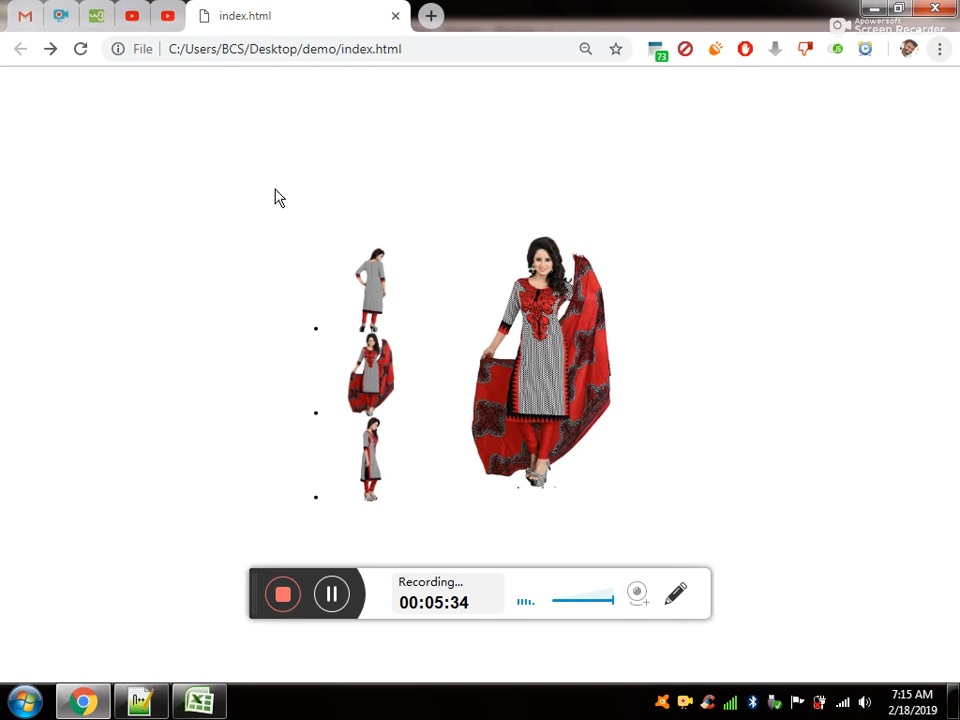 index.html
Apowersoft
Screen Recorder
File
C:/Users/BCS/Desktop/demo/index.html
73
Recording...
00:05:34
7:15 AM
2/18/2019